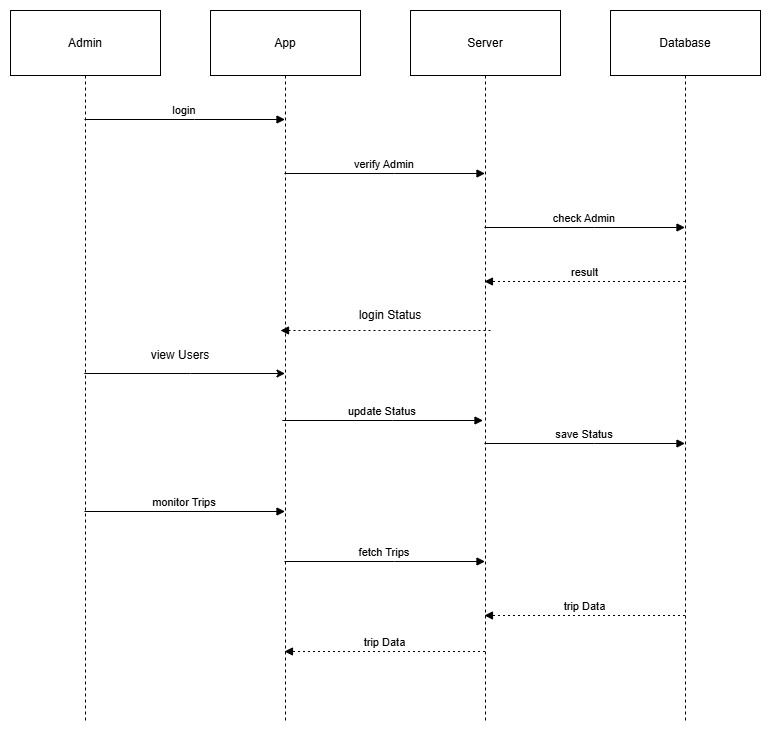 Admin
App
Server
Database
login
verify Admin
check Admin
result
login Status
view Users
update Status
save Status
monitor Trips
fetch Trips
trip Data
trip Data